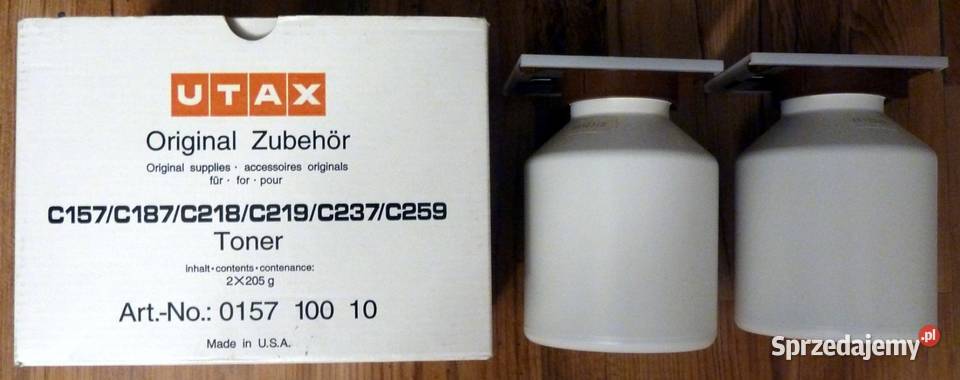 UTAX
Original Zubehör
Original supplies · accessoires originals
für · for · pour
C157/C187/C218/C219/C237/C259
Toner
Inhalt·contents·contenance:
2X205 g
Art.-No.: 0157 100 10
Made in U.S.A.
Sprzedajemy.pl